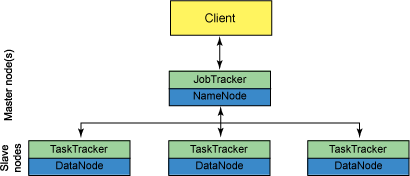 Client
Master node(s)
JobTracker
NameNode
Slave
nodes
TaskTracker
DataNode
TaskTracker
DataNode
TaskTracker
DataNode